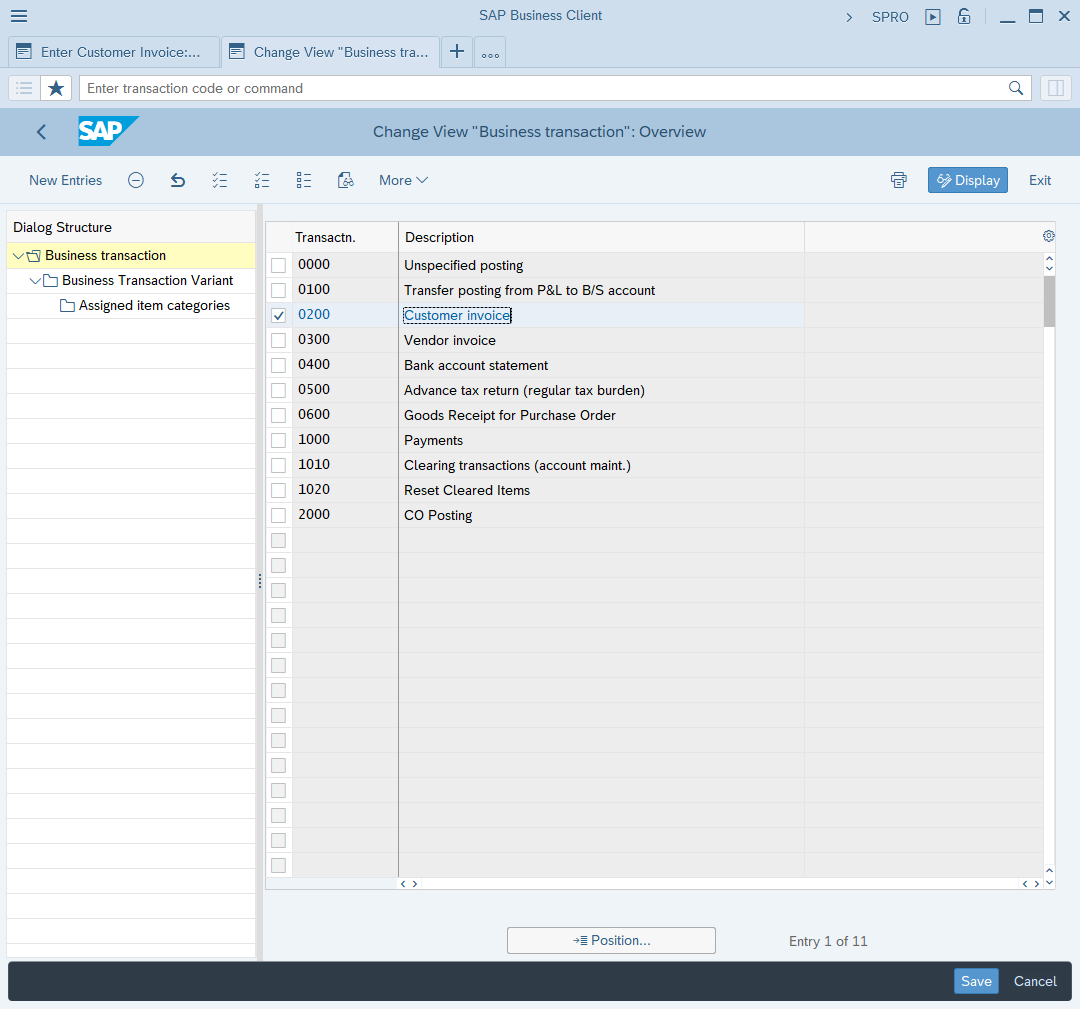 SAP Business Client
SPRO
Enter Customer Invoice:...
Change View "Business tra...
Enter transaction code or command
SAP
Change View "Business transaction": Overview
New Entries
More
Display
Exit
Dialog Structure
Business transaction
Business Transaction Variant
Assigned item categories
Transactn. Description
0000 Unspecified posting
0100 Transfer posting from P&L to B/S account
0200 Customer invoice
0300 Vendor invoice
0400 Bank account statement
0500 Advance tax return (regular tax burden)
0600 Goods Receipt for Purchase Order
1000 Payments
1010 Clearing transactions (account maint.)
1020 Reset Cleared Items
2000 CO Posting
Position...
Entry 1 of 11
Save
Cancel